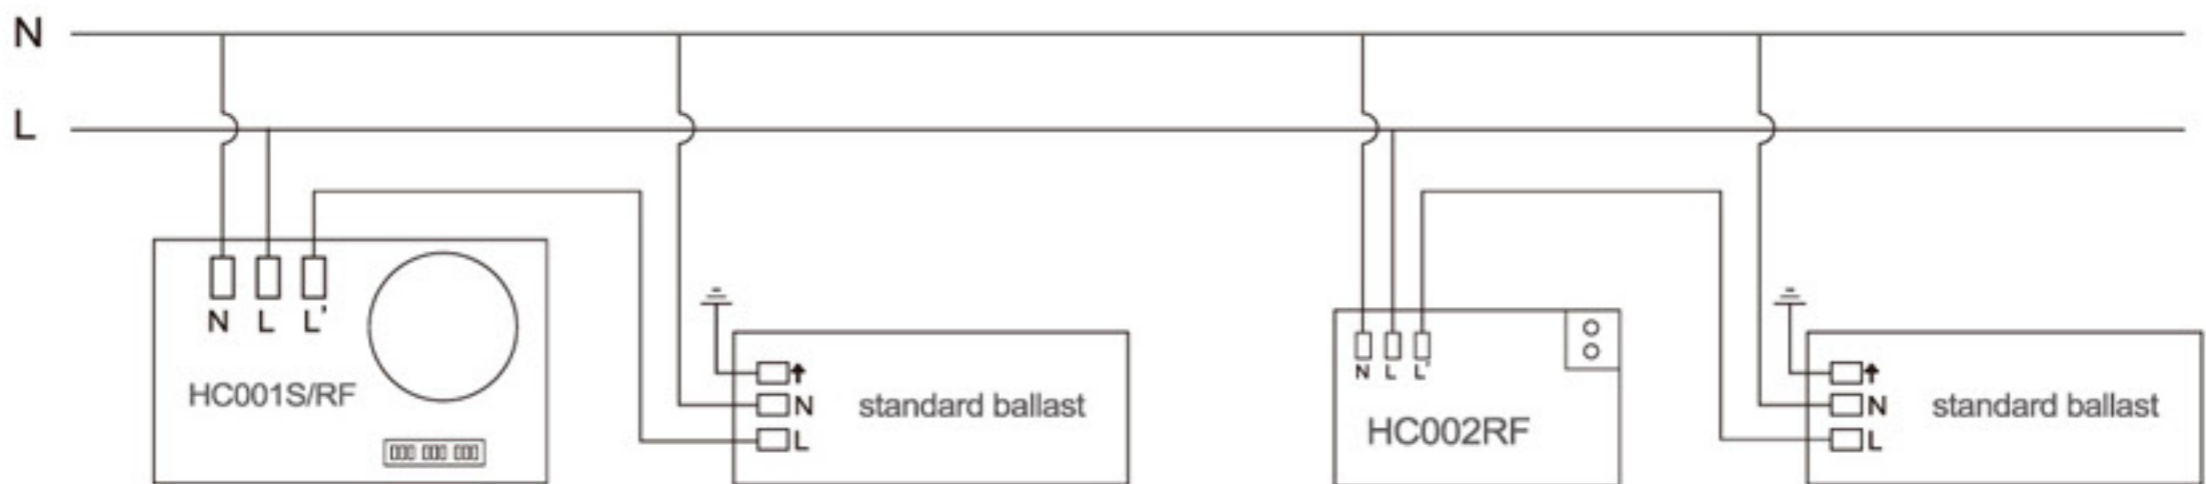 N
L
N L L'
HC001S/RF
N
standard ballast
L
N L L'
HC002RF
N
standard ballast
L